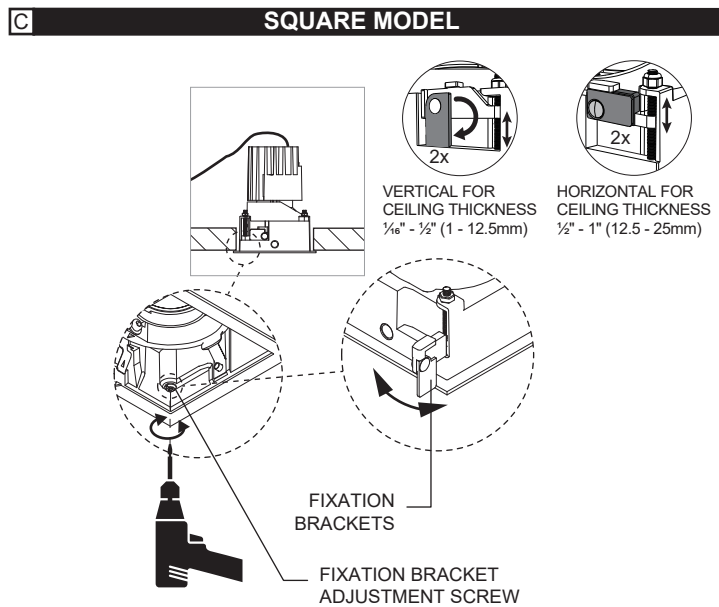 C
SQUARE MODEL
2x
2x
VERTICAL FOR
CEILING THICKNESS
¹⁄₁₆" - ½" (1 - 12.5mm)
HORIZONTAL FOR
CEILING THICKNESS
½" - 1" (12.5 - 25mm)
FIXATION
BRACKETS
FIXATION BRACKET
ADJUSTMENT SCREW